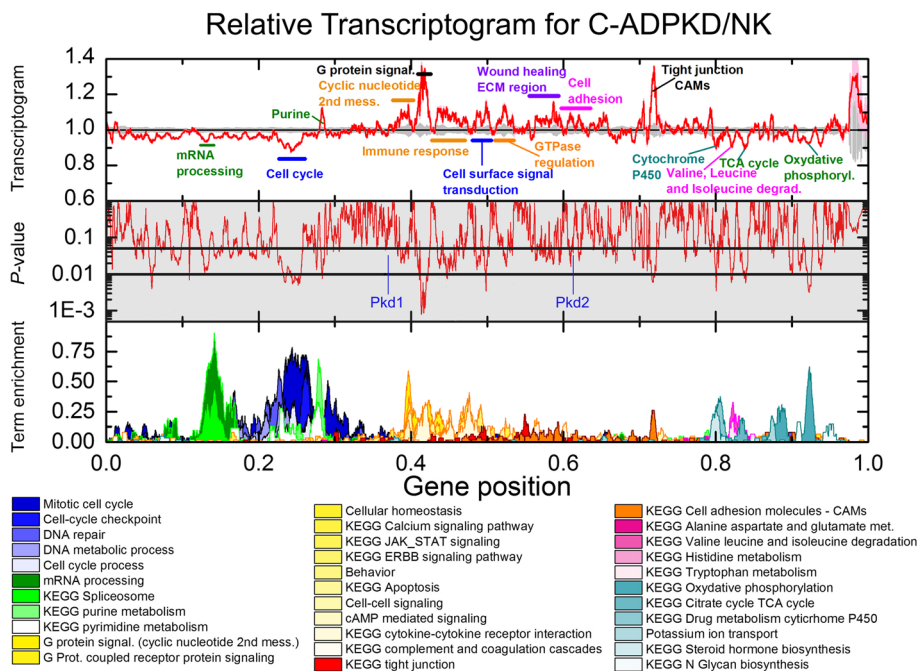 Relative Transcriptogram for C-ADPKD/NK
Transcriptogram
1.4
1.2
1.0
0.8
0.6
G protein signal.
Cyclic nucleotide
2nd mess.
Purine
mRNA
processing
Cell cycle
Immune response
Wound healing
ECM region
Cell
adhesion
Cell surface signal
transduction
GTPase
regulation
Tight junction
CAMs
Cytochrome
P450
Valine, Leucine
and Isoleucine degrad.
TCA cycle
Oxydative
phosphoryl.
P-value
0.1
0.01
1E-3
Pkd1
Pkd2
Term enrichment
0.75
0.50
0.25
0.00
0.0
0.2
0.4
0.6
0.8
1.0
Gene position
Mitotic cell cycle
Cell-cycle checkpoint
DNA repair
DNA metabolic process
Cell cycle process
mRNA processing
KEGG Spliceosome
KEGG purine metabolism
KEGG pyrimidine metabolism
G protein signal. (cyclic nucleotide 2nd mess.)
G Prot. coupled receptor protein signaling
Cellular homeostasis
KEGG Calcium signaling pathway
KEGG JAK_STAT signaling
KEGG ERBB signaling pathway
Behavior
KEGG Apoptosis
Cell-cell signaling
cAMP mediated signaling
KEGG cytokine-cytokine receptor interaction
KEGG complement and coagulation cascades
KEGG tight junction
KEGG Cell adhesion molecules - CAMs
KEGG Alanine aspartate and glutamate met.
KEGG Valine leucine and isoleucine degradation
KEGG Histidine metabolism
KEGG Tryptophan metabolism
KEGG Oxydative phosphorylation
KEGG Citrate cycle TCA cycle
KEGG Drug metabolism cyticrhome P450
Potassium ion transport
KEGG Steroid hormone biosynthesis
KEGG N Glycan biosynthesis